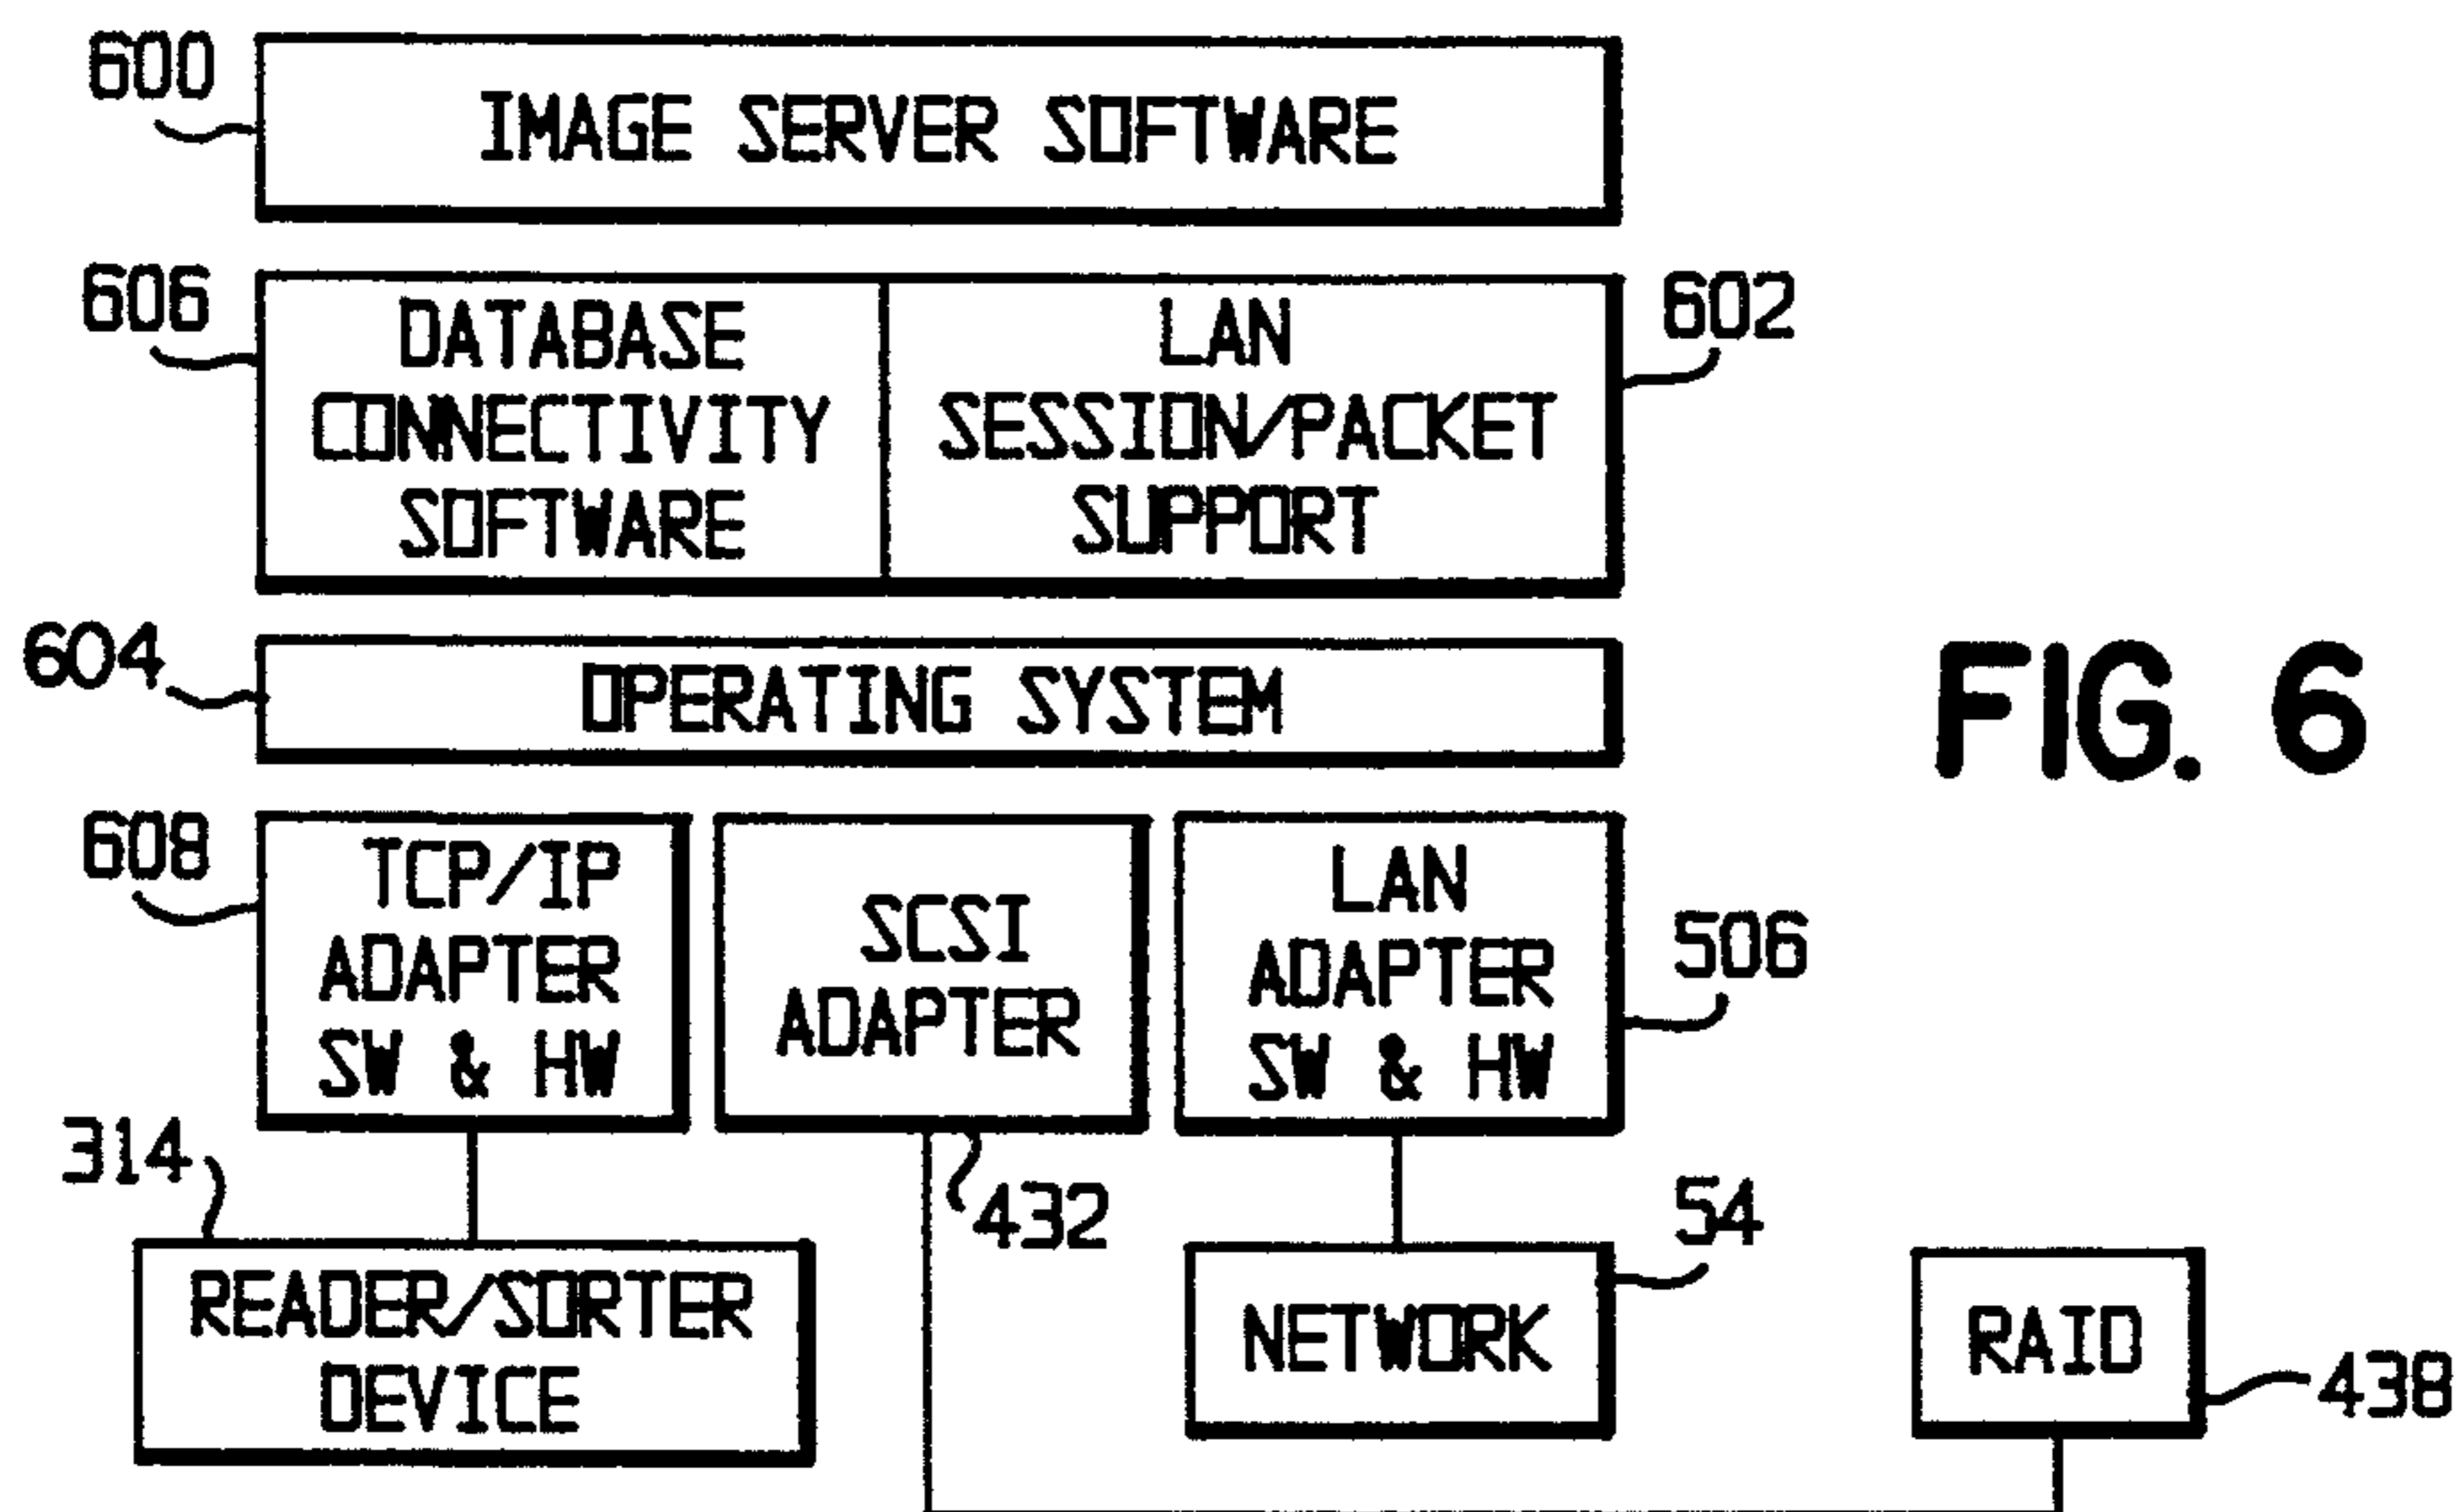 600
IMAGE SERVER SOFTWARE
606
DATABASE
CONNECTIVITY
SOFTWARE
LAN
SESSION/PACKET
SUPPORT
602
604
OPERATING SYSTEM
FIG. 6
608
TCP/IP
ADAPTER
SW & HW
SCSI
ADAPTER
LAN
ADAPTER
SW & HW
506
314
432
54
READER/SORTER
DEVICE
NETWORK
RAID
438